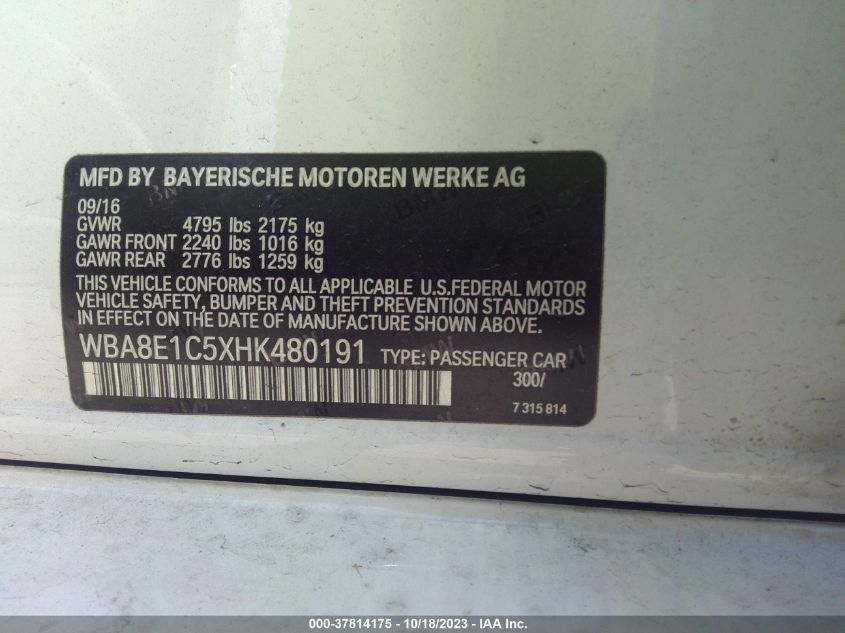 MFD BY BAYERISCHE MOTOREN WERKE AG
09/16
GVWR 4795 lbs 2175 kg
GAWR FRONT 2240 lbs 1016 kg
GAWR REAR 2776 lbs 1259 kg
THIS VEHICLE CONFORMS TO ALL APPLICABLE U.S.FEDERAL MOTOR
VEHICLE SAFETY, BUMPER AND THEFT PREVENTION STANDARDS
IN EFFECT ON THE DATE OF MANUFACTURE SHOWN ABOVE.
WBA8E1C5XHK480191 TYPE: PASSENGER CAR
300/
7 315 814
000-37814175 - 10/18/2023 - IAA Inc.